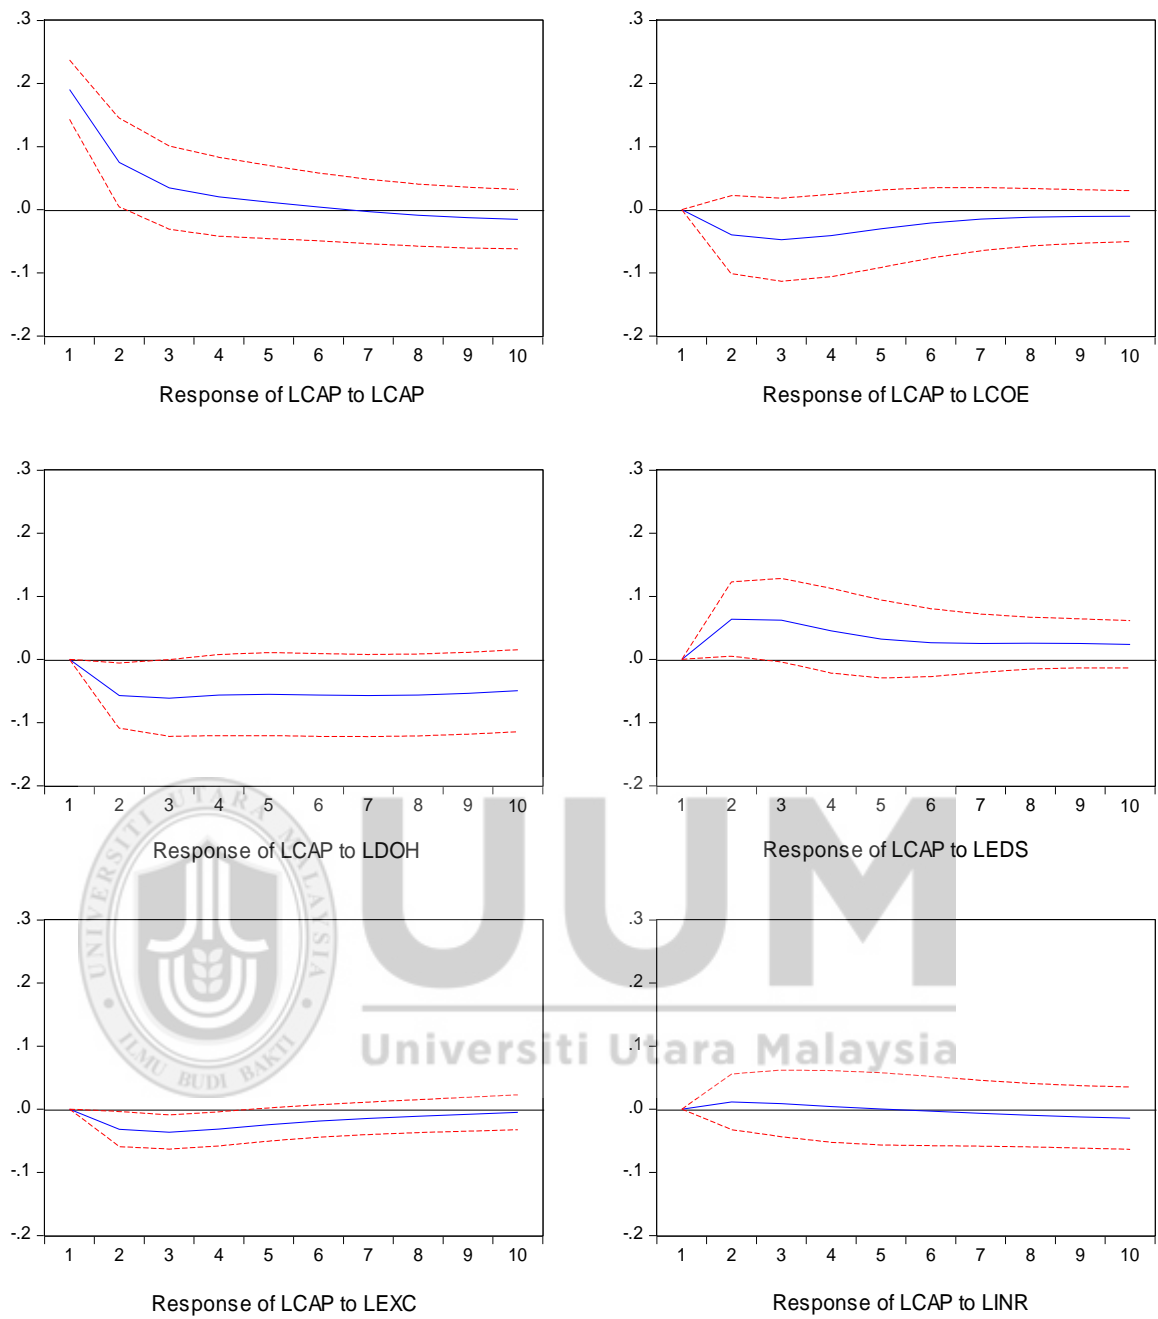 .3
.2
.1
.0
-.1
-.2
1 2 3 4 5 6 7 8 9 10
Response of LCAP to LCAP
.3
.2
.1
.0
-.1
-.2
1 2 3 4 5 6 7 8 9 10
Response of LCAP to LCOE
.3
.2
.1
.0
-.1
-.2
1 2 3 4 5 6 7 8 9 10
Response of LCAP to LDOH
.3
.2
.1
.0
-.1
-.2
1 2 3 4 5 6 7 8 9 10
Response of LCAP to LEDS
UNIVERSITI UTARA MALAYSIA
ILMU BUDI BAKTI
UUM
Universiti Utara Malaysia
.3
.2
.1
.0
-.1
-.2
1 2 3 4 5 6 7 8 9 10
Response of LCAP to LEXC
.3
.2
.1
.0
-.1
-.2
1 2 3 4 5 6 7 8 9 10
Response of LCAP to LINR